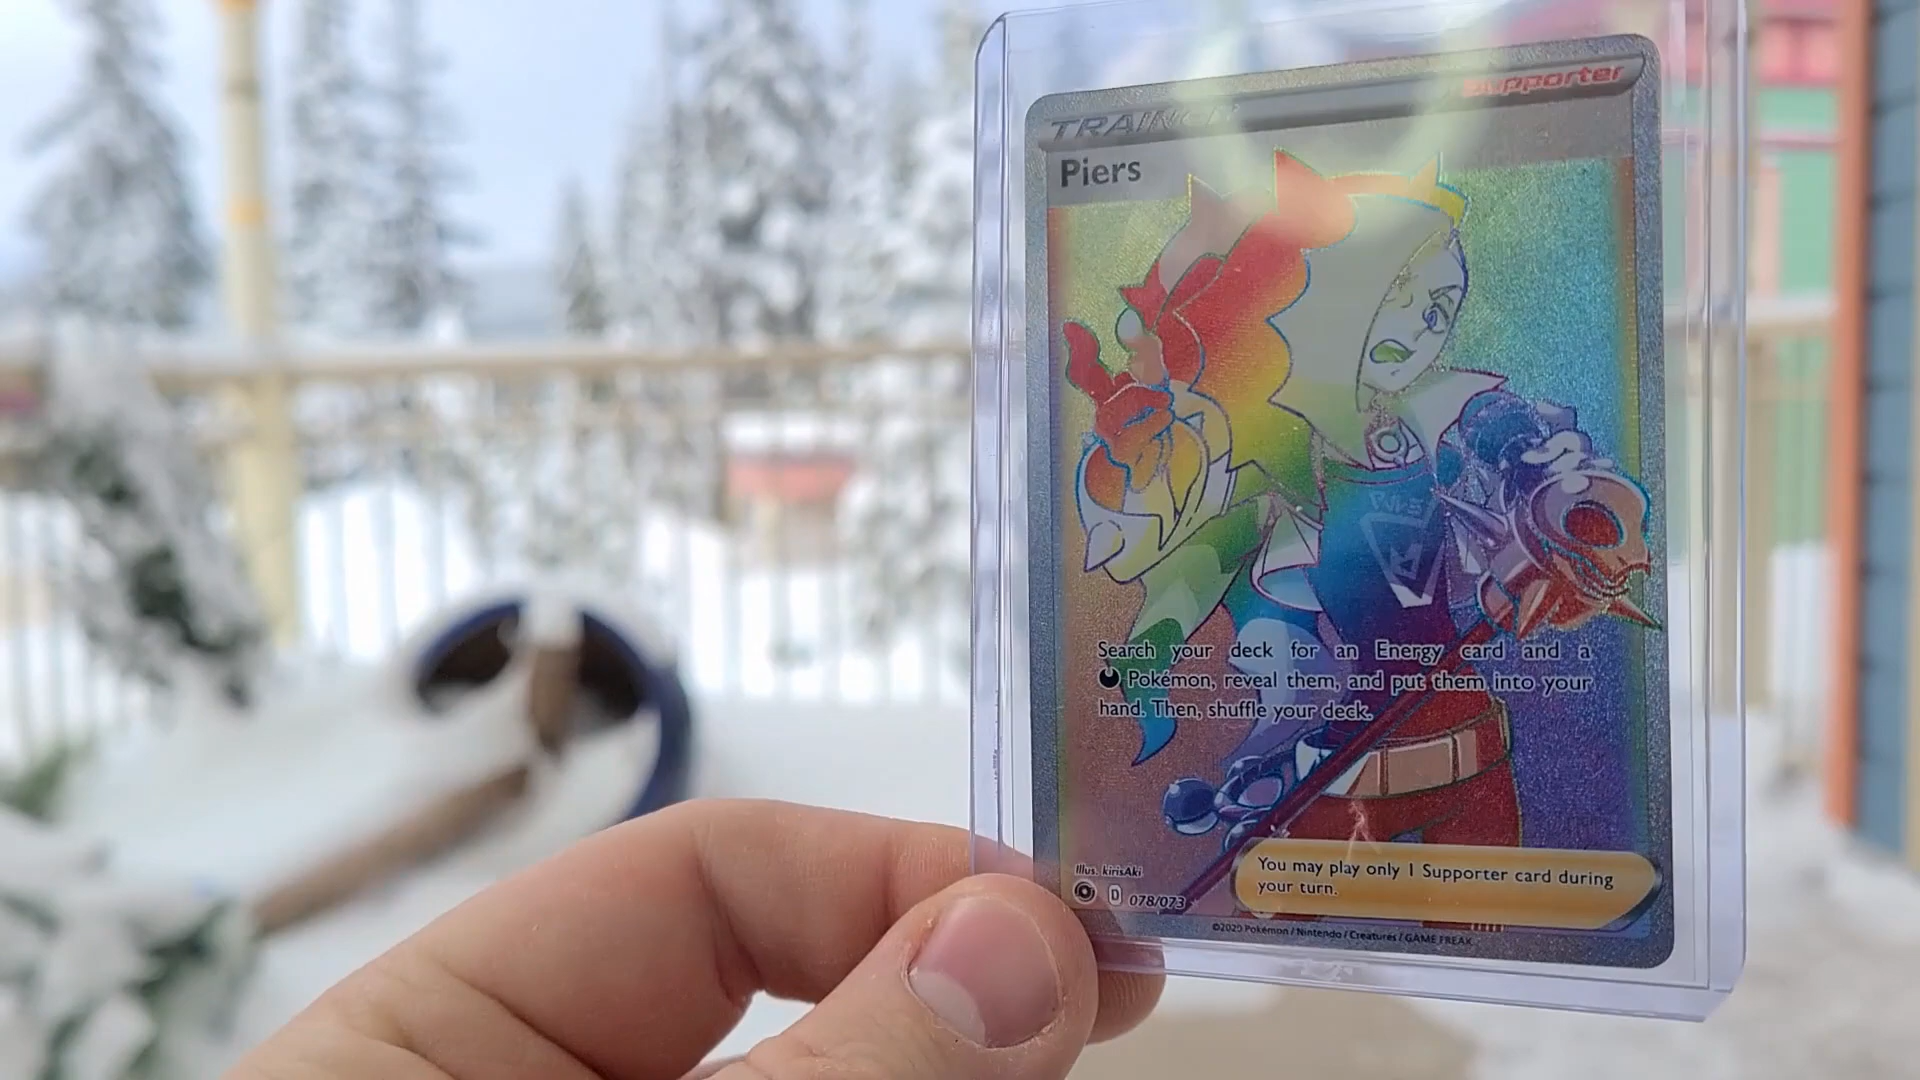 Supporter
TRAINER
Piers
Search your deck for an Energy card and a
Pokémon, reveal them, and put them into your
hand. Then, shuffle your deck.
You may play only 1 Supporter card during
your turn.
Illus. kirisAki
D 078/073
©2020 Pokémon / Nintendo / Creatures / GAME FREAK